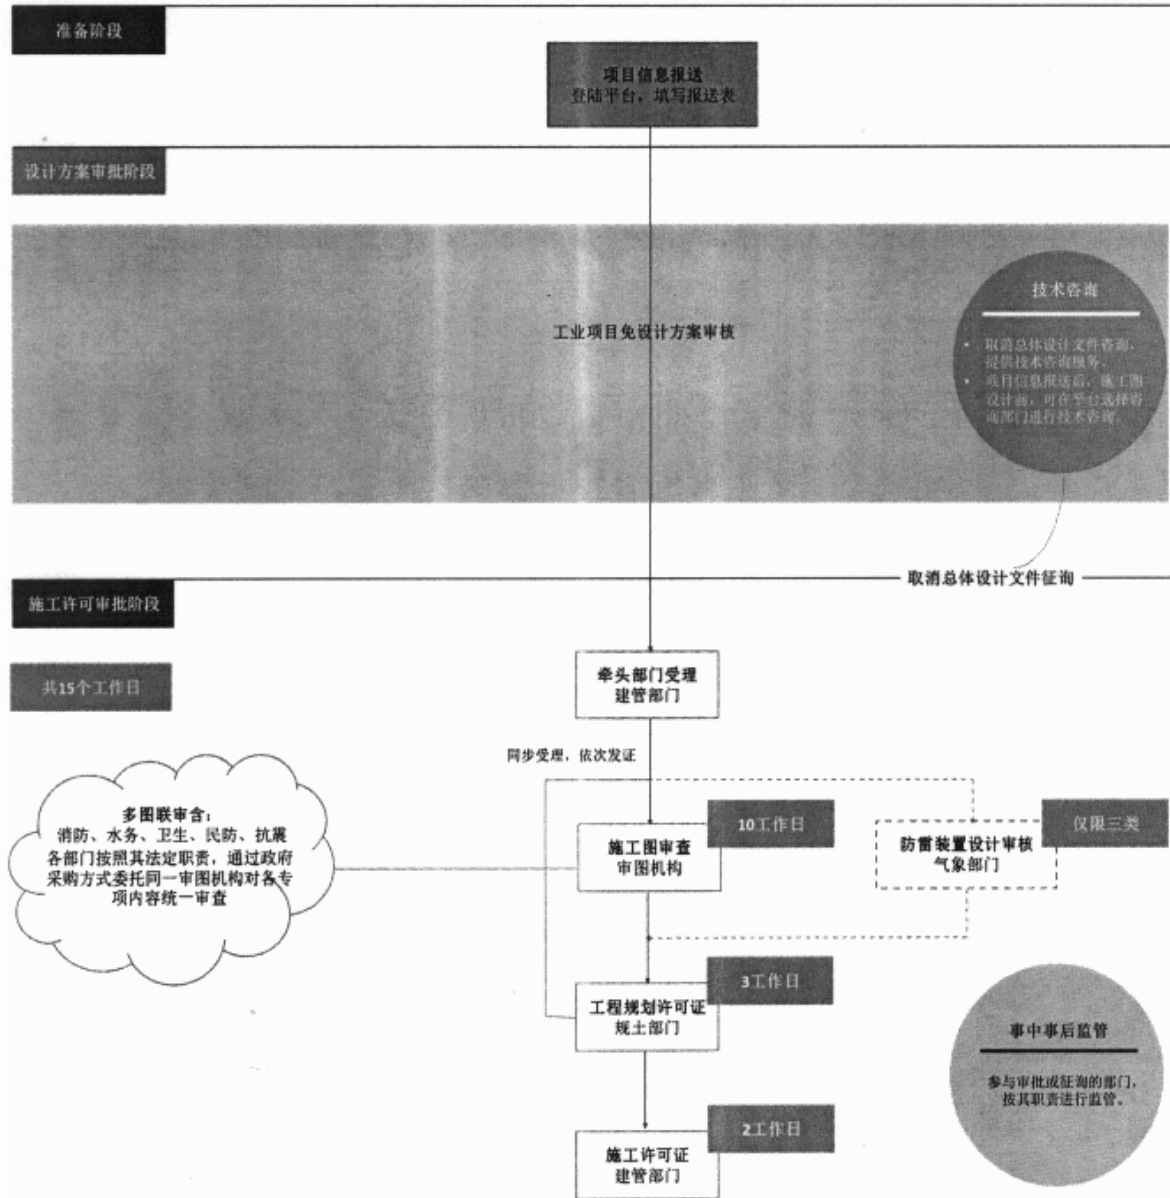 准备阶段
项目信息报送
登陆平台，填写报送表
设计方案审批阶段
工业项目免设计方案审核
技术咨询
• 取消总体设计文件咨询，
提供技术咨询服务。
• 项目信息报送后，施工图
设计前，可在平台选择咨
询部门进行技术咨询。
取消总体设计文件征询
施工许可审批阶段
共15个工作日
牵头部门受理
建管部门
同步受理，依次发证
多图联审含：
消防、水务、卫生、民防、抗震
各部门按照其法定职责，通过政府
采购方式委托同一审图机构对各专
项内容统一审查
10工作日
施工图审查
审图机构
仅限三类
防雷装置设计审核
气象部门
3工作日
工程规划许可证
规土部门
事中事后监管
参与审批或征询的部门，
按其职责进行监管。
2工作日
施工许可证
建管部门